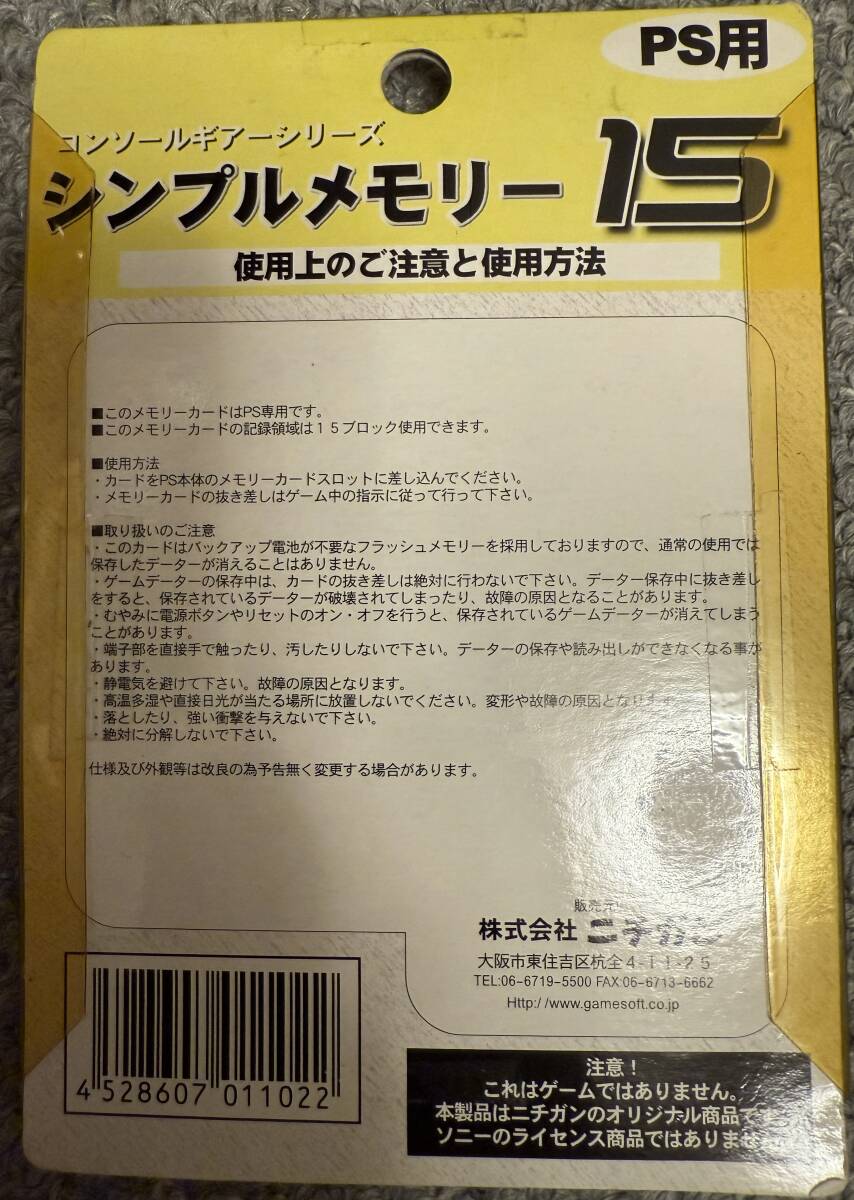 PS用
コンソールギアーシリーズ
シンプルメモリー 15
使用上のご注意と使用方法
■このメモリーカードはPS専用です。
■このメモリーカードの記録領域は15ブロック使用できます。
■使用方法
・カードをPS本体のメモリーカードスロットに差し込んでください。
・メモリーカードの抜き差しはゲーム中の指示に従って行って下さい。
■取り扱いのご注意
・このカードはバックアップ電池が不要なフラッシュメモリーを採用しておりますので、通常の使用では
保存したデーターが消えることはありません。
・ゲームデーターの保存中は、カードの抜き差しは絶対に行わないで下さい。データー保存中に抜き差し
をすると、保存されているデーターが破壊されてしまったり、故障の原因となることがあります。
・むやみに電源ボタンやリセットのオン・オフを行うと、保存されているゲームデーターが消えてしまう
ことがあります。
・端子部を直接手で触ったり、汚したりしないで下さい。データーの保存や読み出しができなくなる事が
あります。
・静電気を避けて下さい。故障の原因となります。
・高温多湿や直接日光が当たる場所に放置しないでください。変形や故障の原因となります。
・落としたり、強い衝撃を与えないで下さい。
・絶対に分解しないで下さい。
仕様及び外観等は改良の為予告無く変更する場合があります。
販売元
株式会社 ニチガン
大阪市東住吉区杭全4-11-25
TEL:06-6719-5500 FAX:06-6713-6662
Http://www.gamesoft.co.jp
4 528607 011022
注意!
これはゲームではありません。
本製品はニチガンのオリジナル商品です
ソニーのライセンス商品ではありません